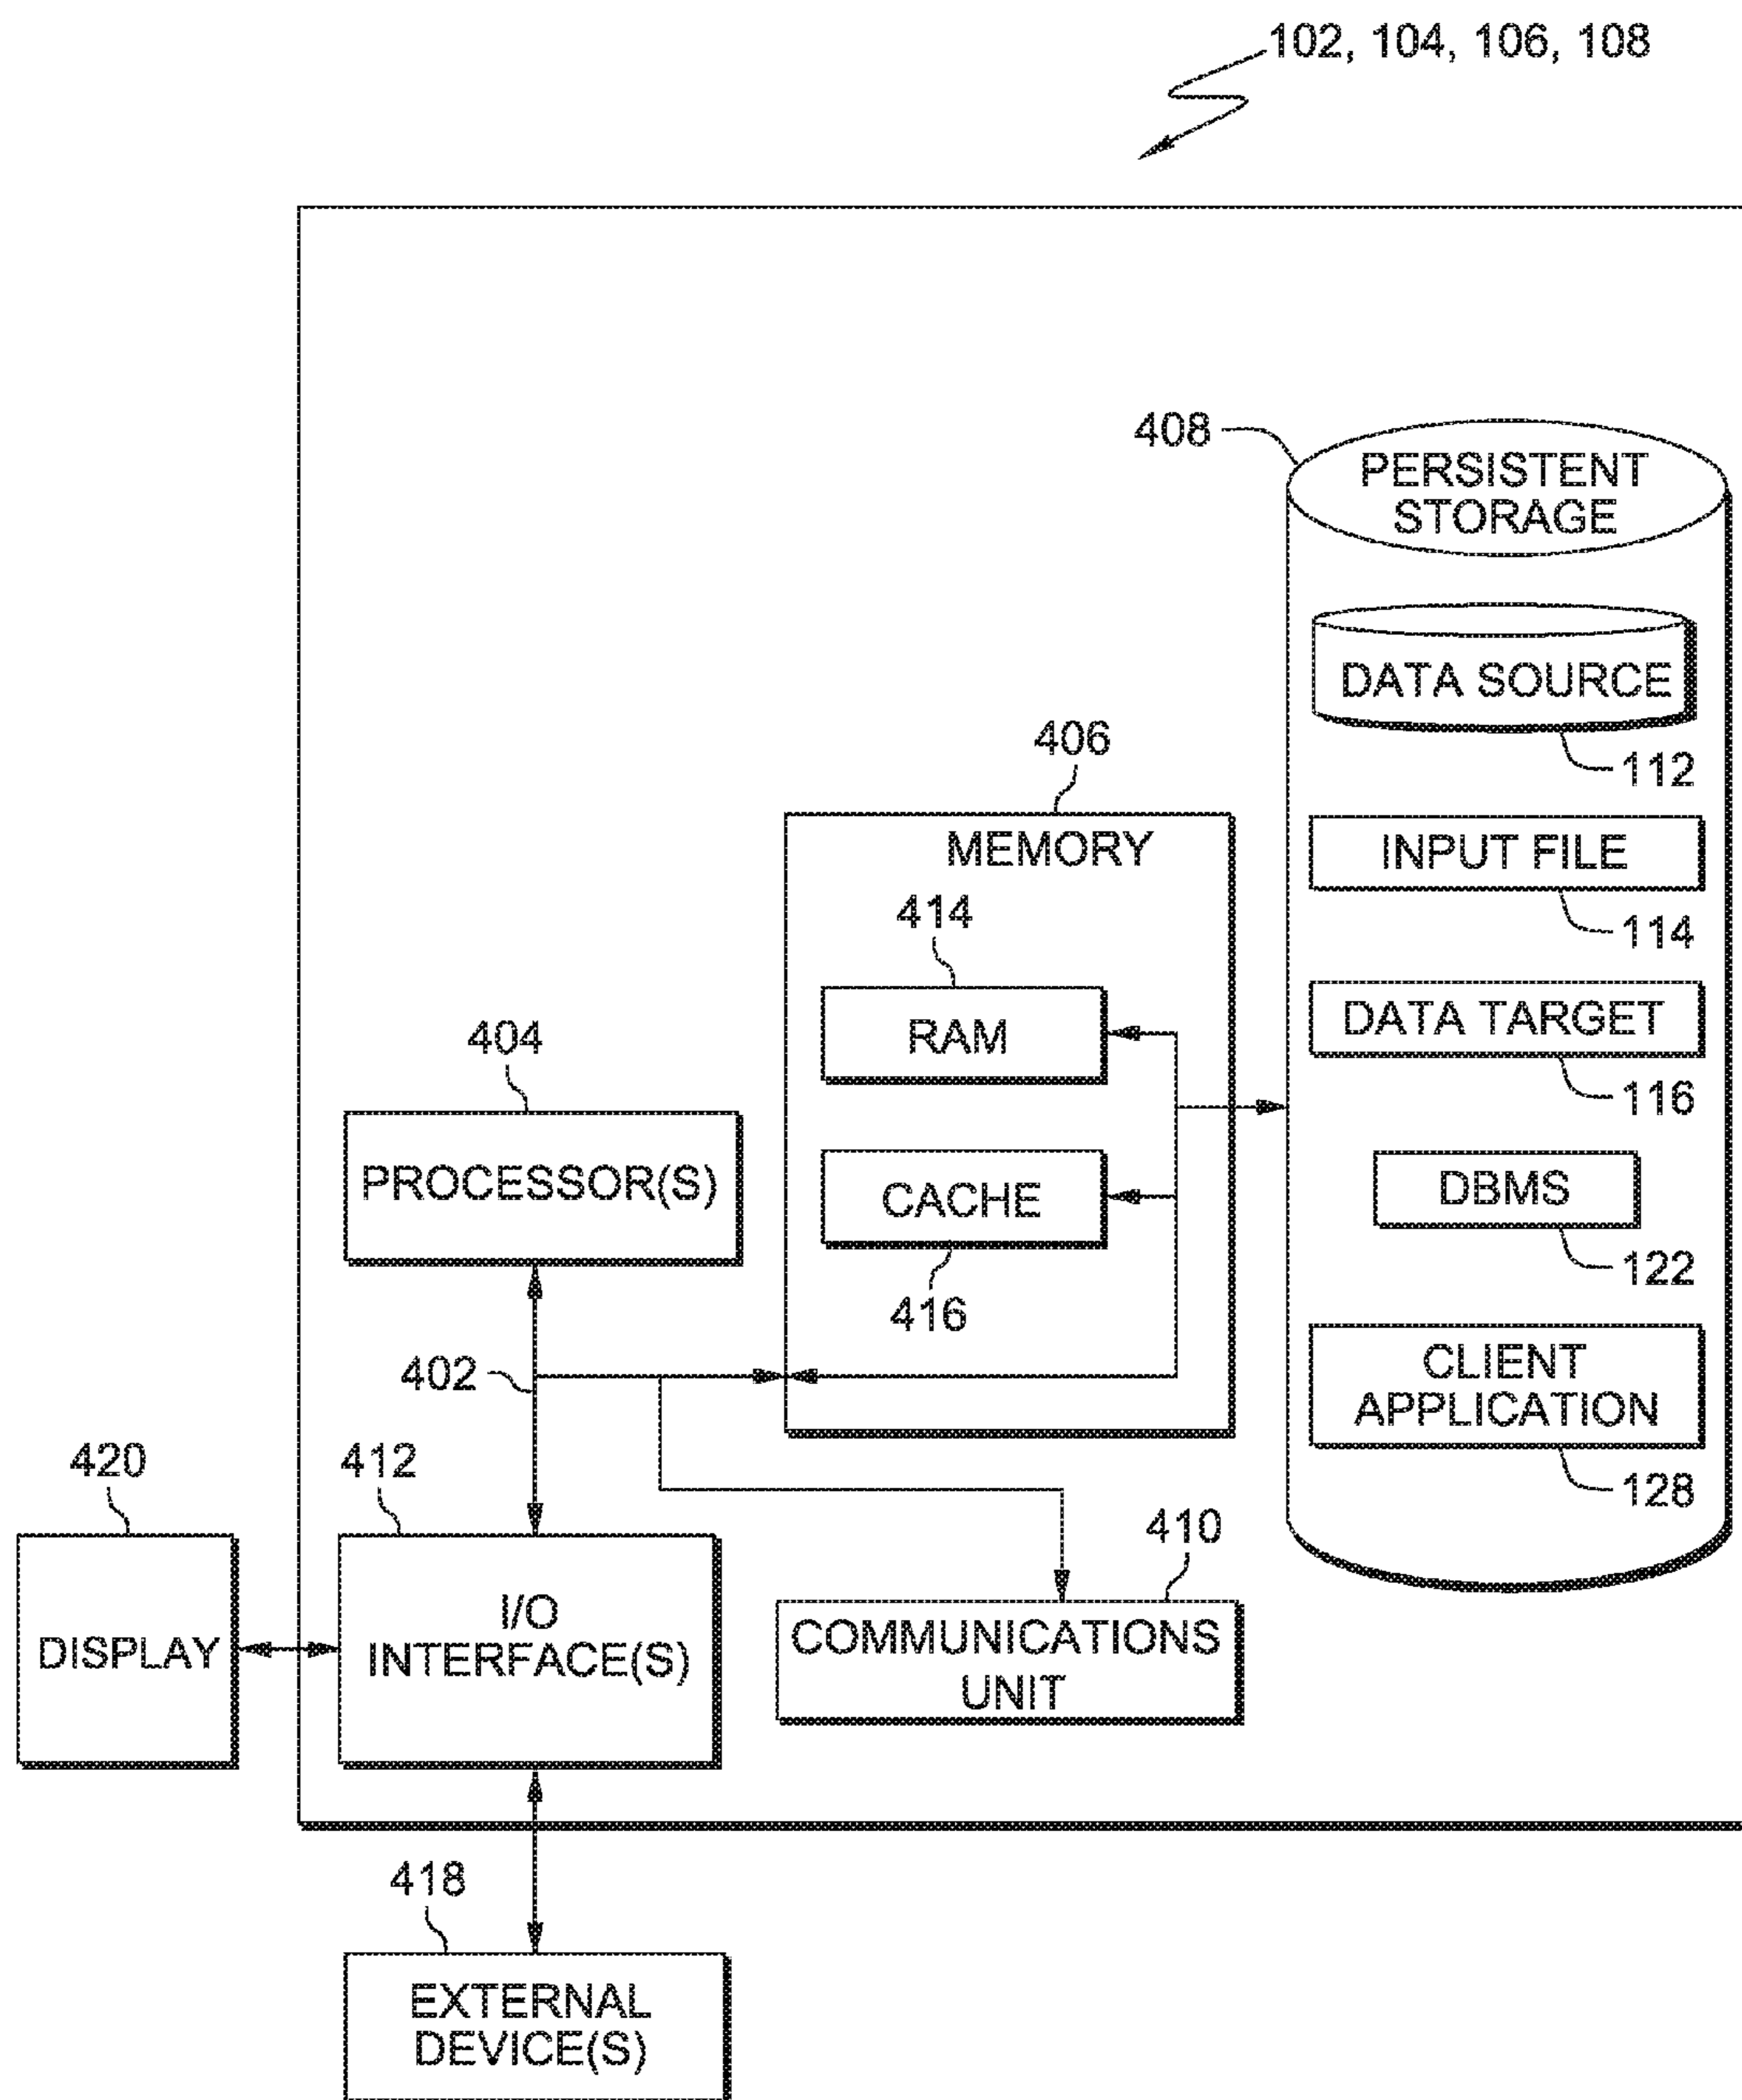 102, 104, 106, 108
408
PERSISTENT
STORAGE
DATA SOURCE
112
406
MEMORY
INPUT FILE
114
414
RAM
DATA TARGET
116
404
PROCESSOR(S)
CACHE
416
DBMS
122
402
CLIENT
APPLICATION
128
420
DISPLAY
412
I/O
INTERFACE(S)
410
COMMUNICATIONS
UNIT
418
EXTERNAL
DEVICE(S)